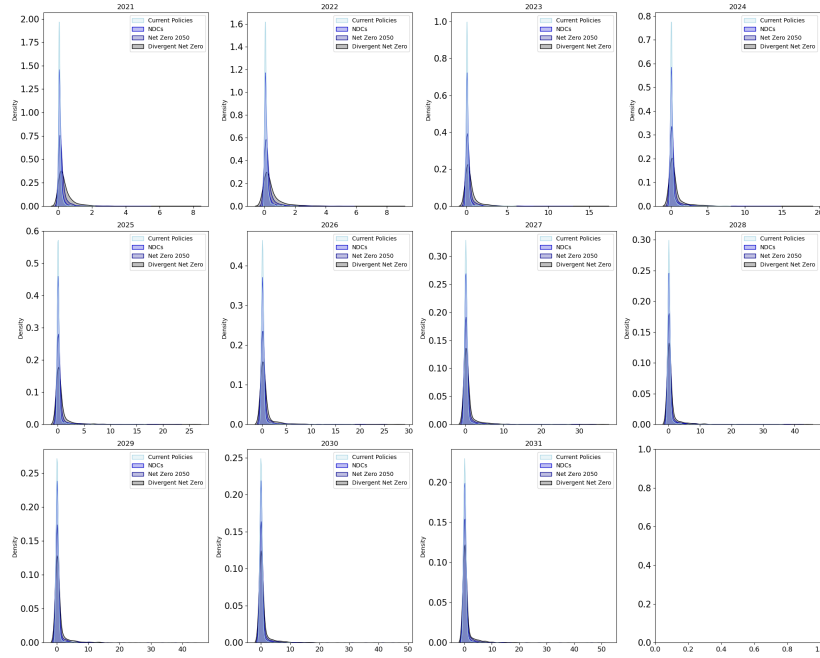 2021
Current Policies
NDCs
Net Zero 2050
Divergent Net Zero
Density
2.00
1.75
1.50
1.25
1.00
0.75
0.50
0.25
0.00
0 2 4 6 8
2022
Current Policies
NDCs
Net Zero 2050
Divergent Net Zero
Density
1.6
1.4
1.2
1.0
0.8
0.6
0.4
0.2
0.0
0 2 4 6 8
2023
Current Policies
NDCs
Net Zero 2050
Divergent Net Zero
Density
1.0
0.8
0.6
0.4
0.2
0.0
0 5 10 15
2024
Current Policies
NDCs
Net Zero 2050
Divergent Net Zero
Density
0.8
0.7
0.6
0.5
0.4
0.3
0.2
0.1
0.0
0 5 10 15 20
2025
Current Policies
NDCs
Net Zero 2050
Divergent Net Zero
Density
0.6
0.5
0.4
0.3
0.2
0.1
0.0
0 5 10 15 20 25
2026
Current Policies
NDCs
Net Zero 2050
Divergent Net Zero
Density
0.4
0.3
0.2
0.1
0.0
0 5 10 15 20 25 30
2027
Current Policies
NDCs
Net Zero 2050
Divergent Net Zero
Density
0.30
0.25
0.20
0.15
0.10
0.05
0.00
0 10 20 30
2028
Current Policies
NDCs
Net Zero 2050
Divergent Net Zero
Density
0.30
0.25
0.20
0.15
0.10
0.05
0.00
0 10 20 30 40
2029
Current Policies
NDCs
Net Zero 2050
Divergent Net Zero
Density
0.25
0.20
0.15
0.10
0.05
0.00
0 10 20 30 40
2030
Current Policies
NDCs
Net Zero 2050
Divergent Net Zero
Density
0.25
0.20
0.15
0.10
0.05
0.00
0 10 20 30 40 50
2031
Current Policies
NDCs
Net Zero 2050
Divergent Net Zero
Density
0.20
0.15
0.10
0.05
0.00
0 10 20 30 40 50
1.0
0.8
0.6
0.4
0.2
0.0
0.0 0.2 0.4 0.6 0.8